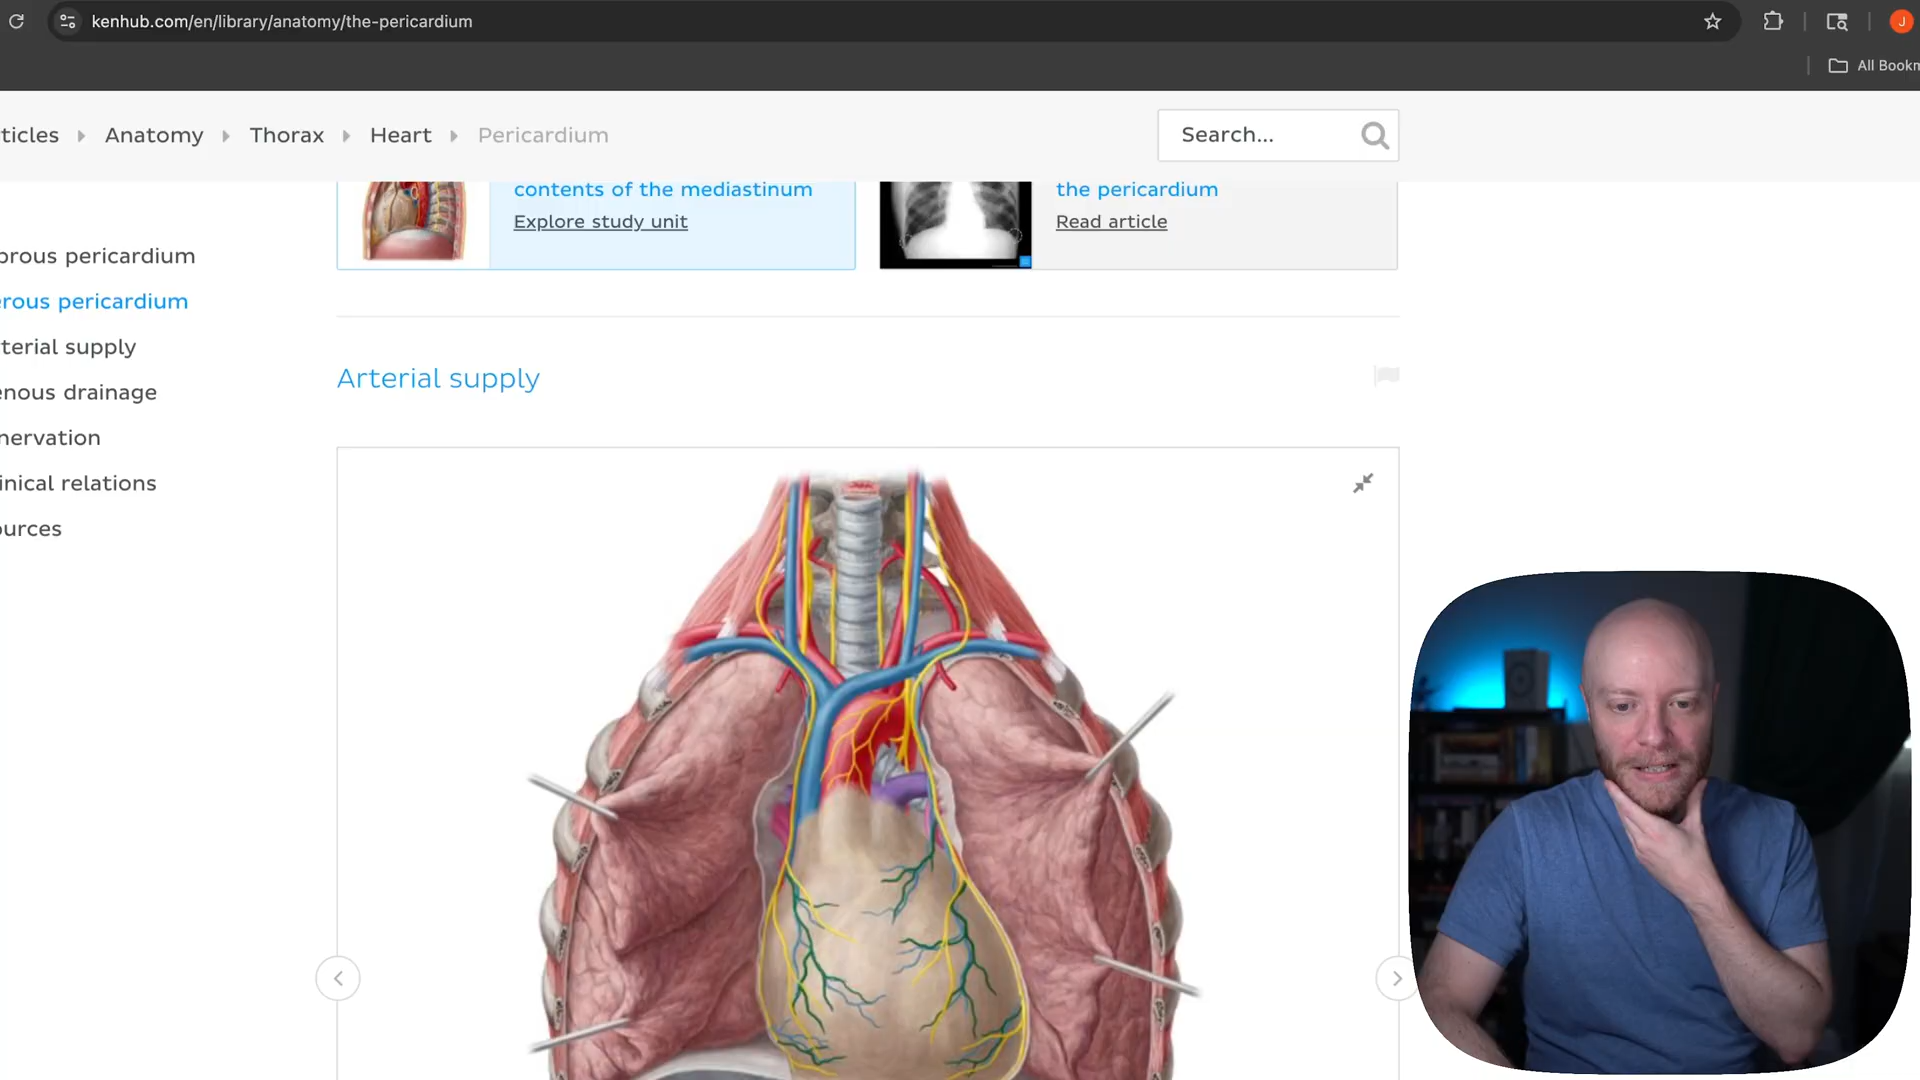 kenhub.com/en/library/anatomy/the-pericardium
J
All Bookm
ticles Anatomy Thorax Heart Pericardium
Search...
contents of the mediastinum
Explore study unit
the pericardium
Read article
brous pericardium
erous pericardium
terial supply
enous drainage
nervation
inical relations
ources
Arterial supply